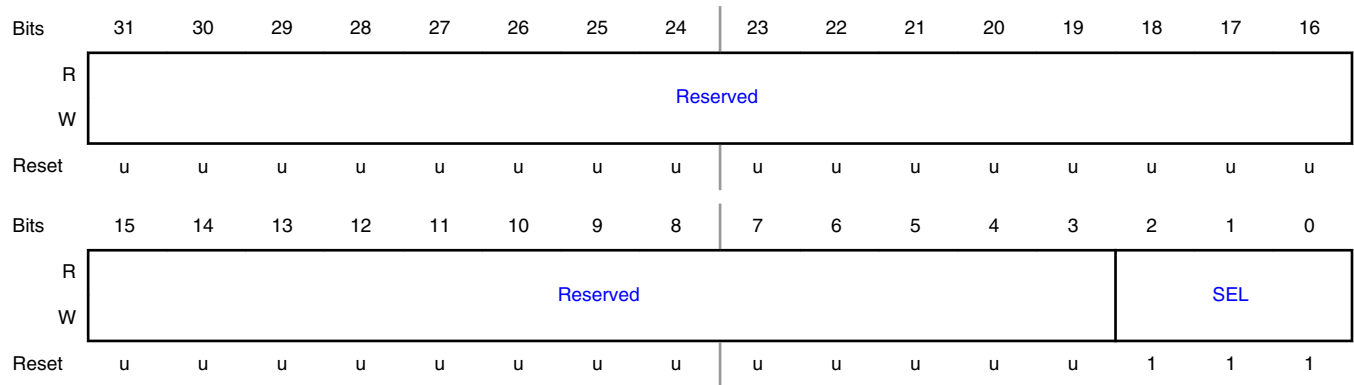 Bits 31 30 29 28 27 26 25 24 23 22 21 20 19 18 17 16
R
Reserved
W
Reset u u u u u u u u u u u u u u u u
Bits 15 14 13 12 11 10 9 8 7 6 5 4 3 2 1 0
R
Reserved SEL
W
Reset u u u u u u u u u u u u u 1 1 1